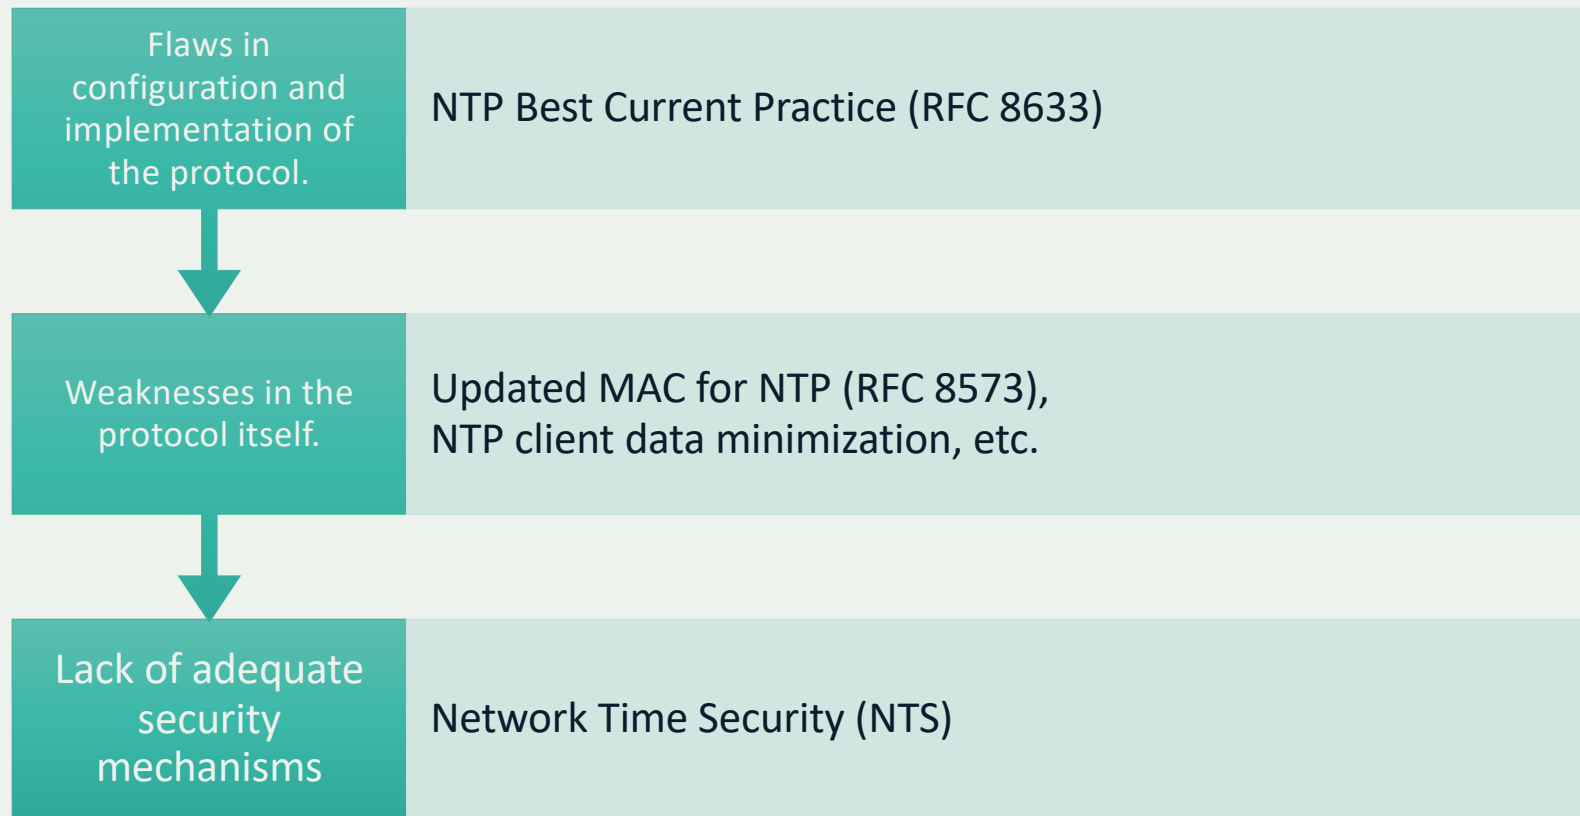 Flaws in
configuration and
implementation of
the protocol.
NTP Best Current Practice (RFC 8633)
Weaknesses in the
protocol itself.
Updated MAC for NTP (RFC 8573),
NTP client data minimization, etc.
Lack of adequate
security
mechanisms
Network Time Security (NTS)